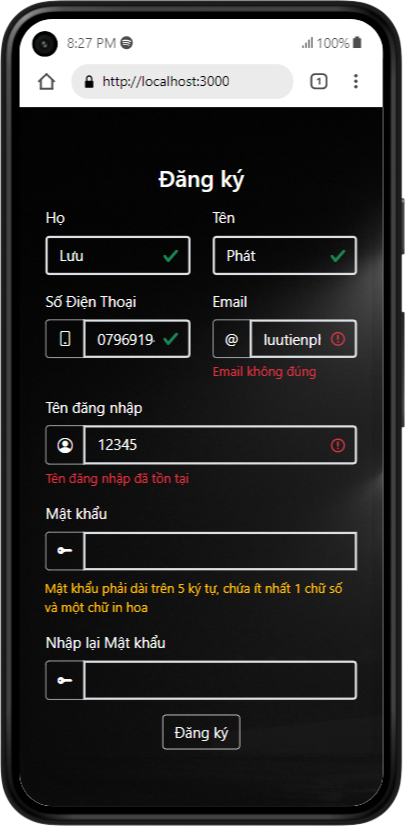 8:27 PM 100%
http://localhost:3000 1
Đăng ký
Họ Tên
Lưu Phát
Số Điện Thoại Email
0796919 @ luutienpl
Email không đúng
Tên đăng nhập
12345
Tên đăng nhập đã tồn tại
Mật khẩu
Mật khẩu phải dài trên 5 ký tự, chứa ít nhất 1 chữ số
và một chữ in hoa
Nhập lại Mật khẩu
Đăng ký